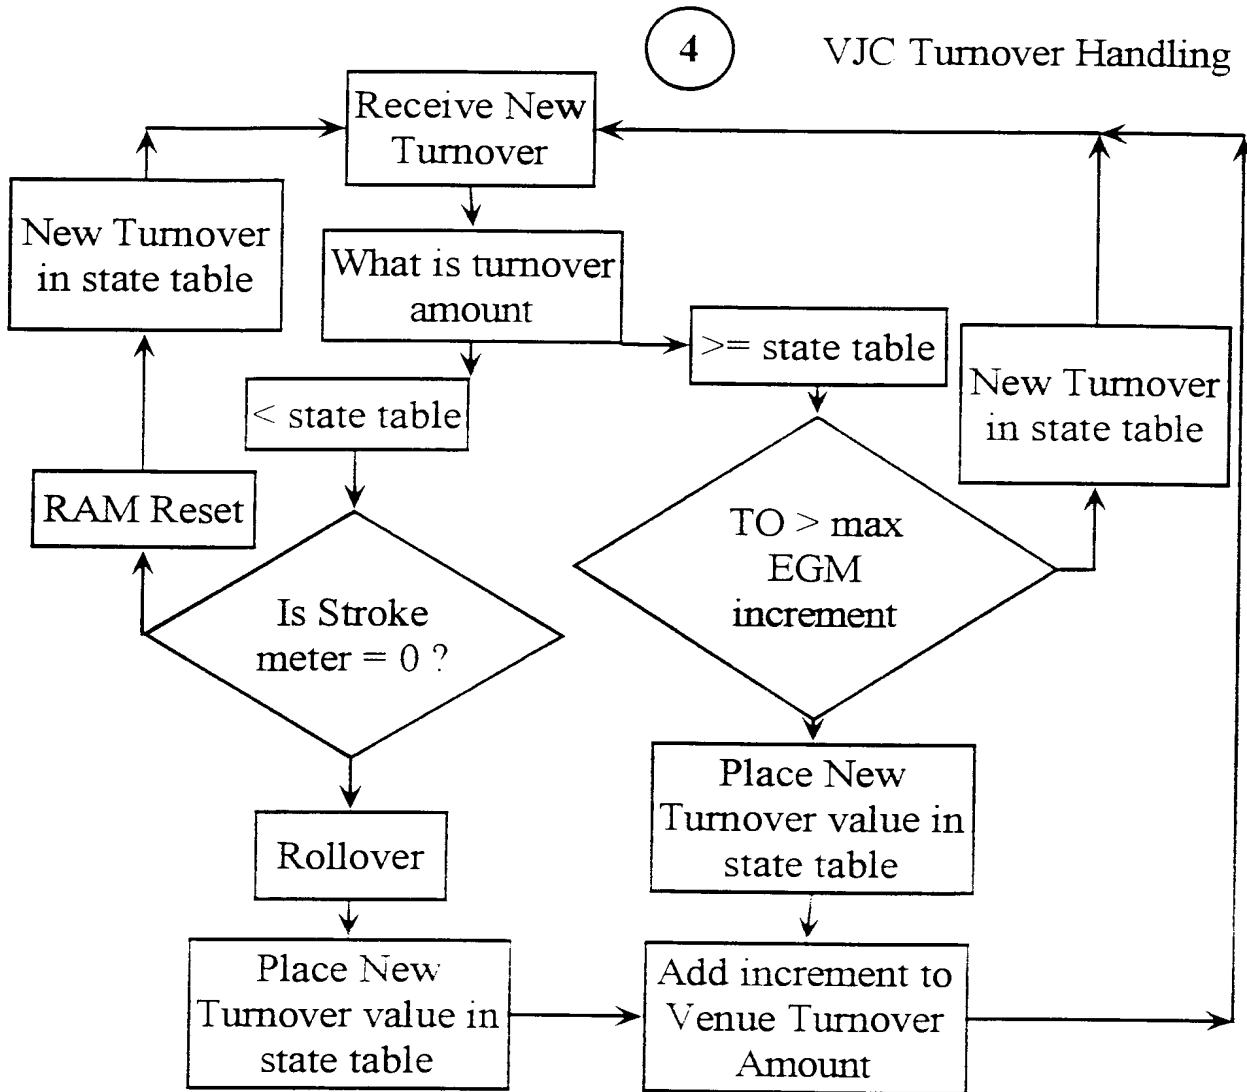 4
VJC Turnover Handling
Receive New
Turnover
New Turnover
in state table
What is turnover
amount
>= state table
New Turnover
in state table
< state table
RAM Reset
TO > max
EGM
increment
Is Stroke
meter = 0 ?
Place New
Turnover value in
state table
Rollover
Place New
Turnover value in
state table
Add increment to
Venue Turnover
Amount